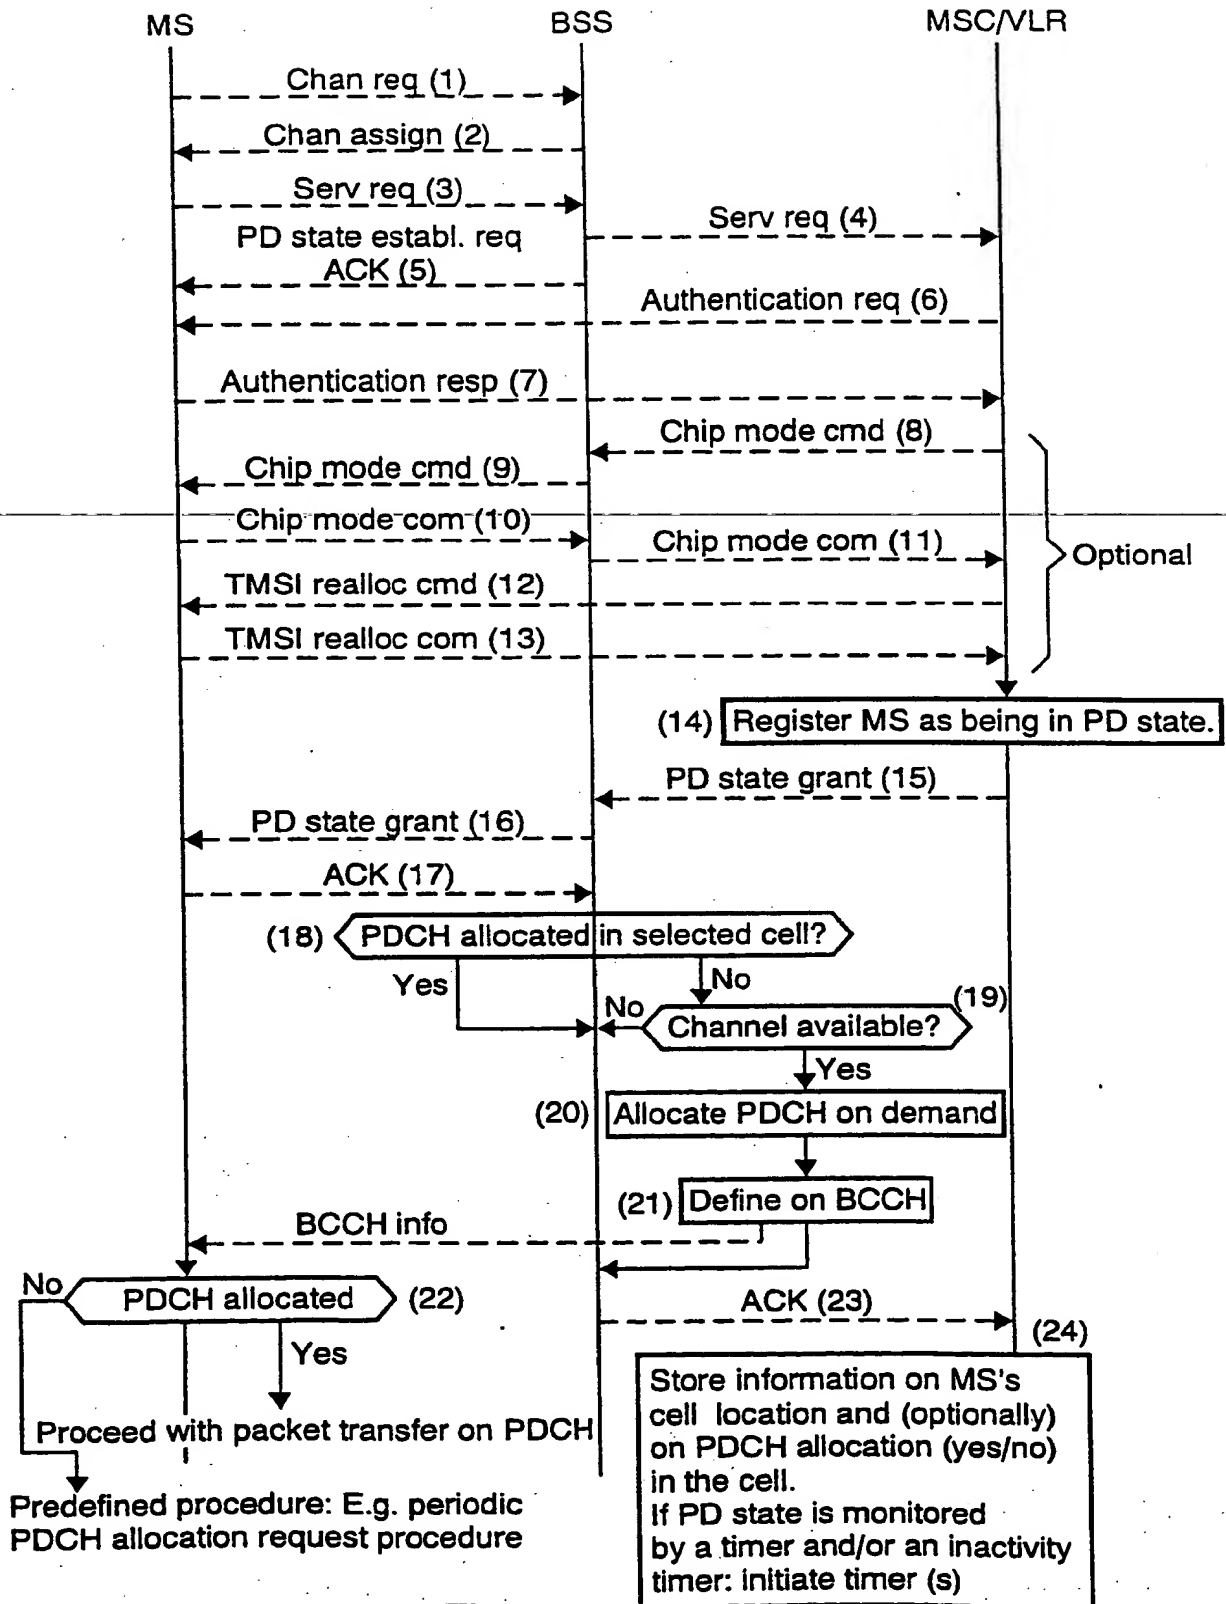 MS
BSS
MSC/VLR
Chan req (1)
Chan assign (2)
Serv req (3)
PD state establ. req
Serv req (4)
ACK (5)
Authentication req (6)
Authentication resp (7)
Chip mode cmd (8)
Chip mode cmd (9)
Chip mode com (10)
Chip mode com (11)
Optional
TMSI realloc cmd (12)
TMSI realloc com (13)
(14) Register MS as being in PD state.
PD state grant (15)
PD state grant (16)
ACK (17)
(18) PDCH allocated in selected cell?
Yes
No
No
(19)
Channel available?
Yes
(20) Allocate PDCH on demand
(21) Define on BCCH
BCCH info
No
PDCH allocated (22)
ACK (23)
(24)
Yes
Proceed with packet transfer on PDCH
Predefined procedure: E.g. periodic
PDCH allocation request procedure
Store information on MS's
cell location and (optionally)
on PDCH allocation (yes/no)
in the cell.
If PD state is monitored
by a timer and/or an inactivity
timer: initiate timer (s)